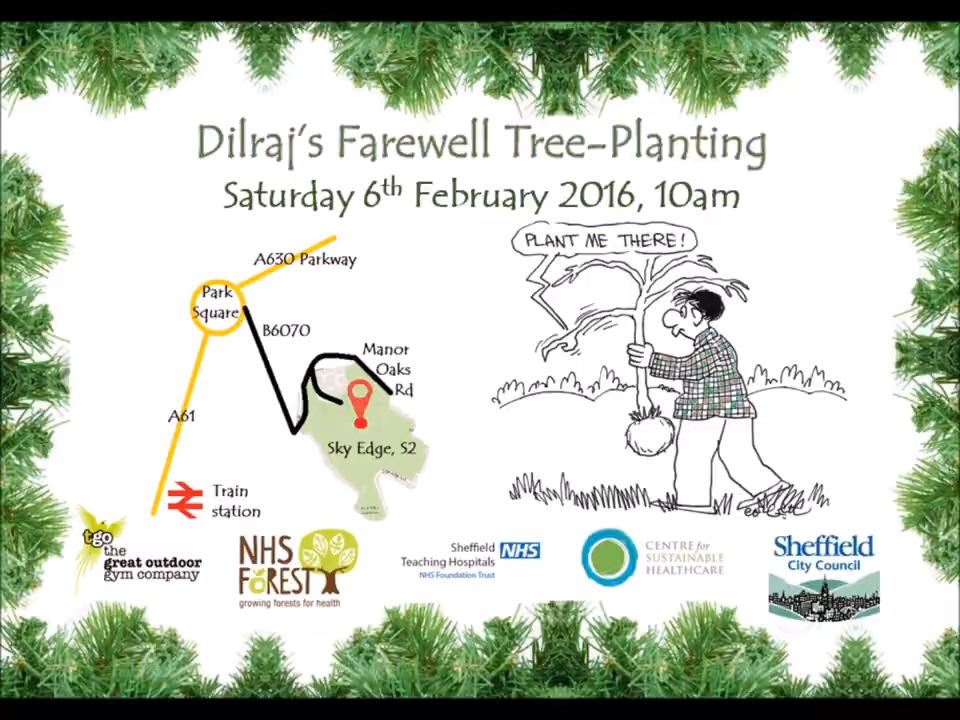 Dilraj's Farewell Tree-Planting
Saturday 6th February 2016, 10am
PLANT ME THERE!
A630 Parkway
Park
Square
B6070
Manor
Oaks
Rd
A61
Sky Edge, S2
Train
station
tgo
the
great outdoor
gym company
NHS
FOREST
growing forests for health
Sheffield
Teaching Hospitals
NHS
NHS Foundation Trust
CENTRE for
SUSTAINABLE
HEALTHCARE
Sheffield
City Council